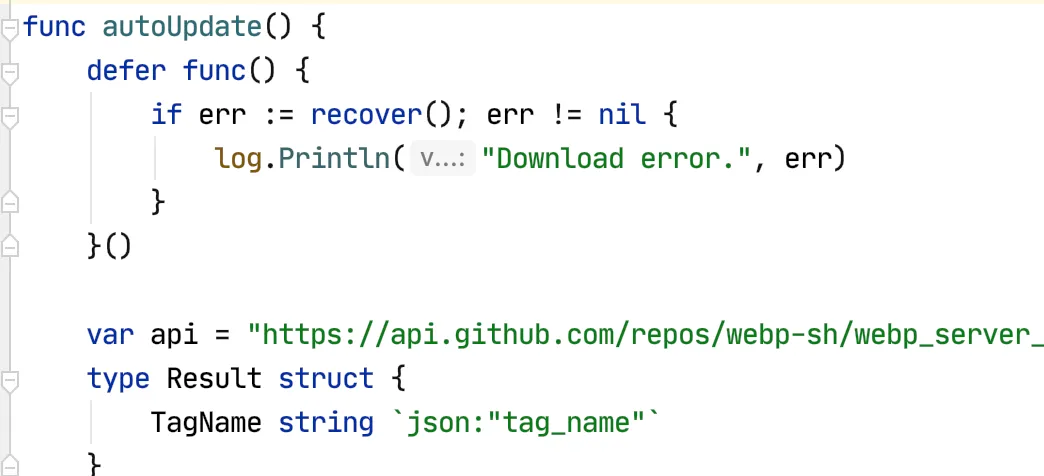 func autoUpdate() {
    defer func() {
        if err := recover(); err != nil {
            log.Println( v...: "Download error.", err)
        }
    }()

    var api = "https://api.github.com/repos/webp-sh/webp_server_
    type Result struct {
        TagName string `json:"tag_name"`
    }